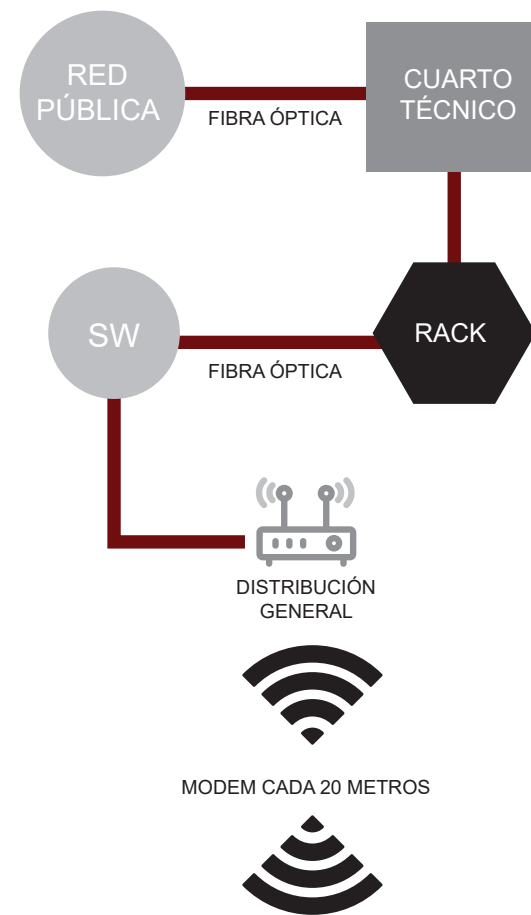 RED
PÚBLICA
FIBRA ÓPTICA
CUARTO
TÉCNICO
SW
FIBRA ÓPTICA
RACK
DISTRIBUCIÓN
GENERAL
MODEM CADA 20 METROS